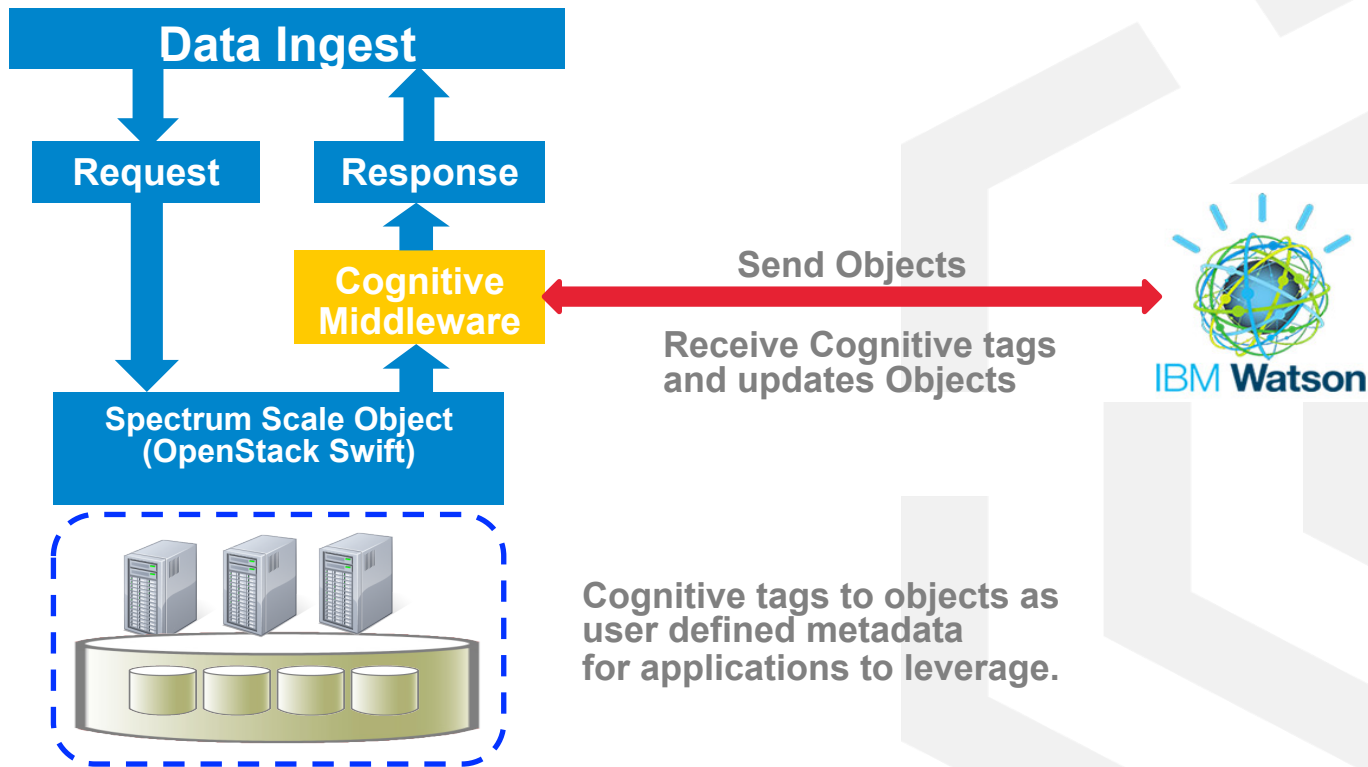 Data Ingest
Request
Response
Cognitive
Middleware
Send Objects
Receive Cognitive tags
and updates Objects
IBM Watson
Spectrum Scale Object
(OpenStack Swift)
Cognitive tags to objects as
user defined metadata
for applications to leverage.